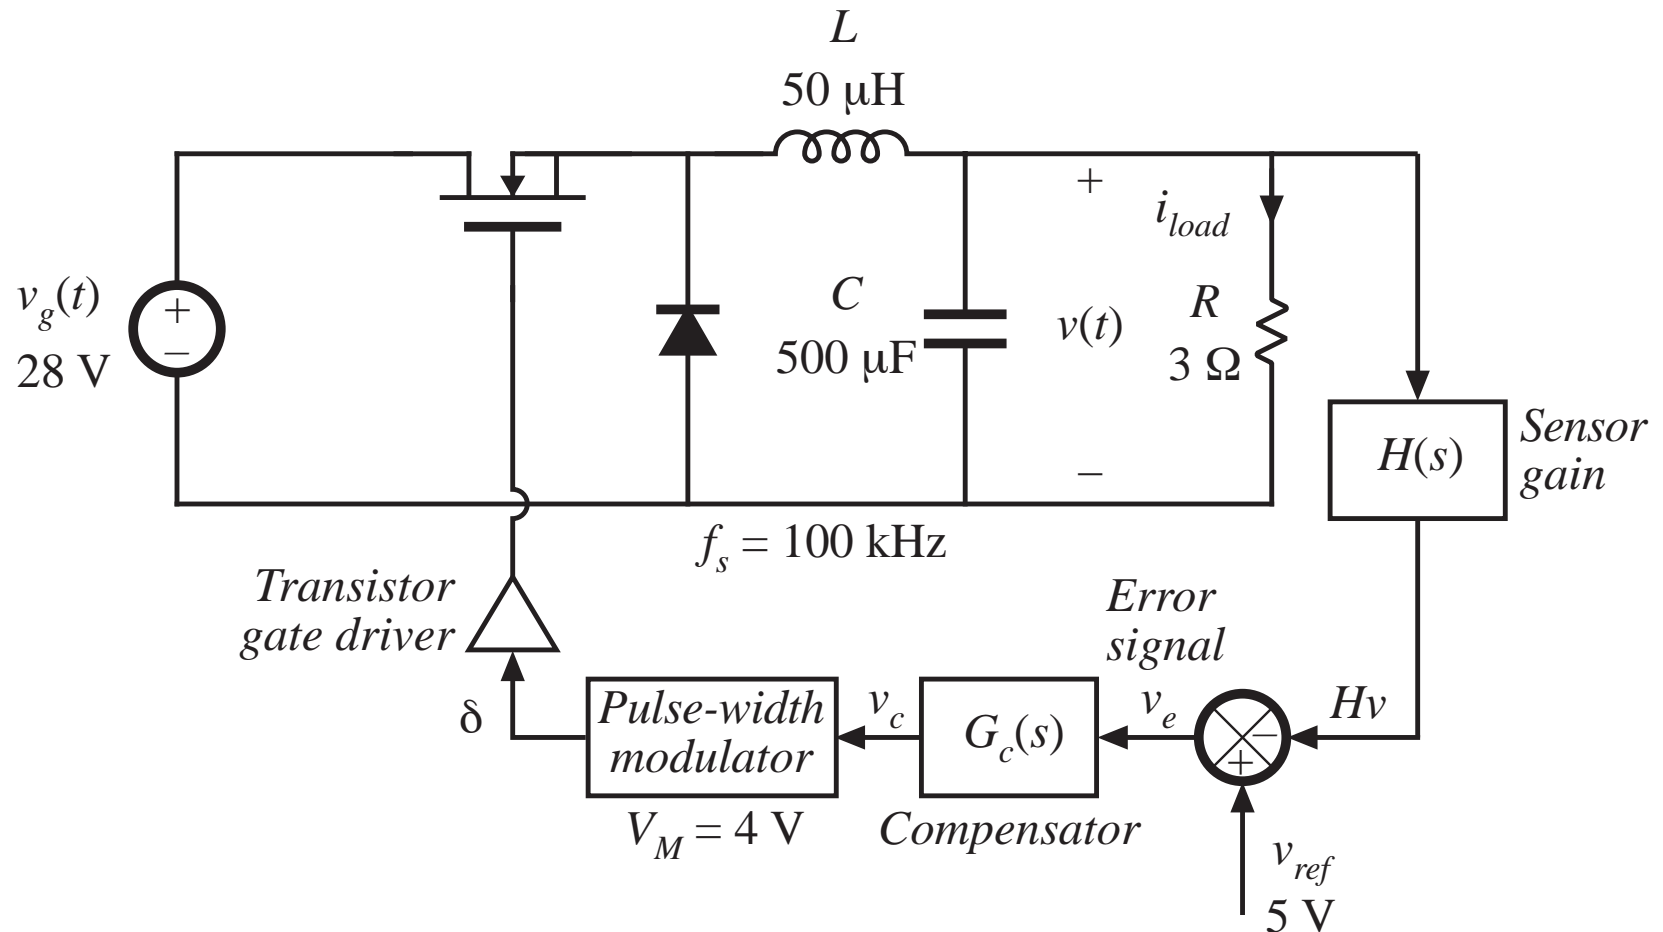 L
50 μH
v_g(t)
28 V
+
−
C
500 μF
+
v(t)
−
i_load
R
3 Ω
H(s)
Sensor
gain
f_s = 100 kHz
Transistor
gate driver
δ
Pulse-width
modulator
V_M = 4 V
v_c
G_c(s)
Compensator
Error
signal
v_e
−
+
Hv
v_ref
5 V